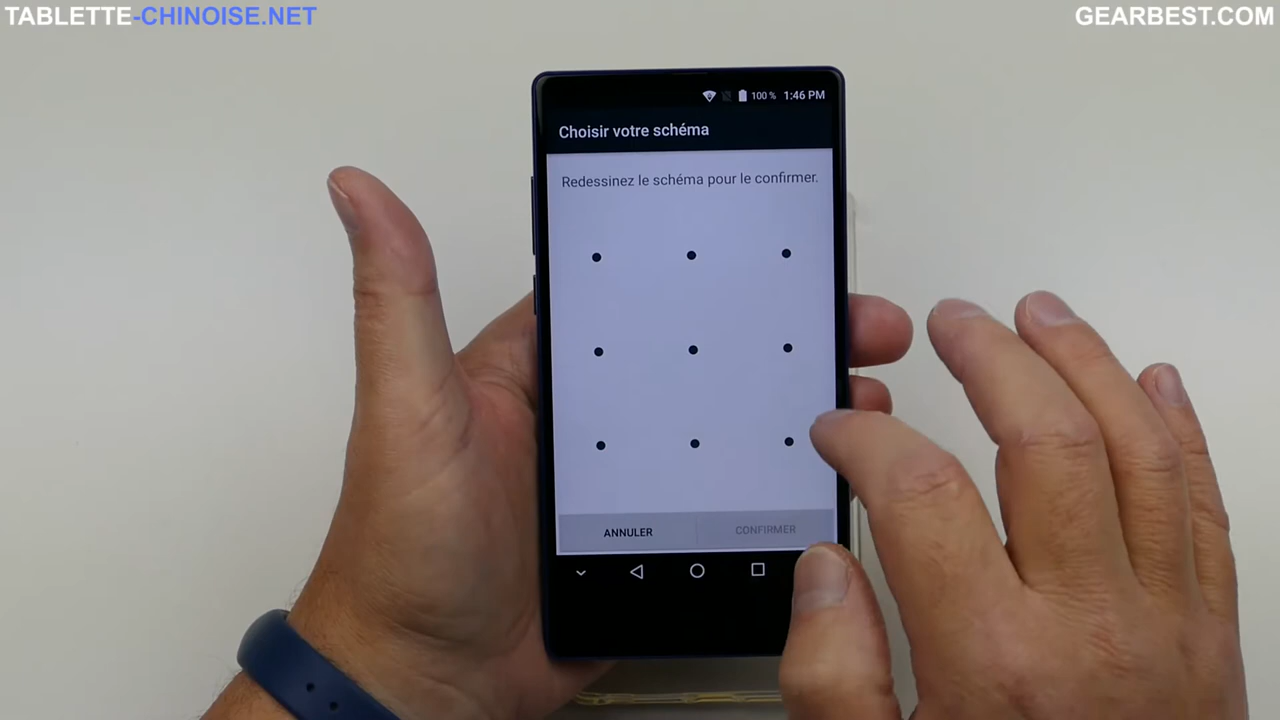 TABLETTE-CHINOISE.NET
GEARBEST.COM
100 % 1:46 PM
Choisir votre schéma
Redessinez le schéma pour le confirmer.
ANNULER
CONFIRMER